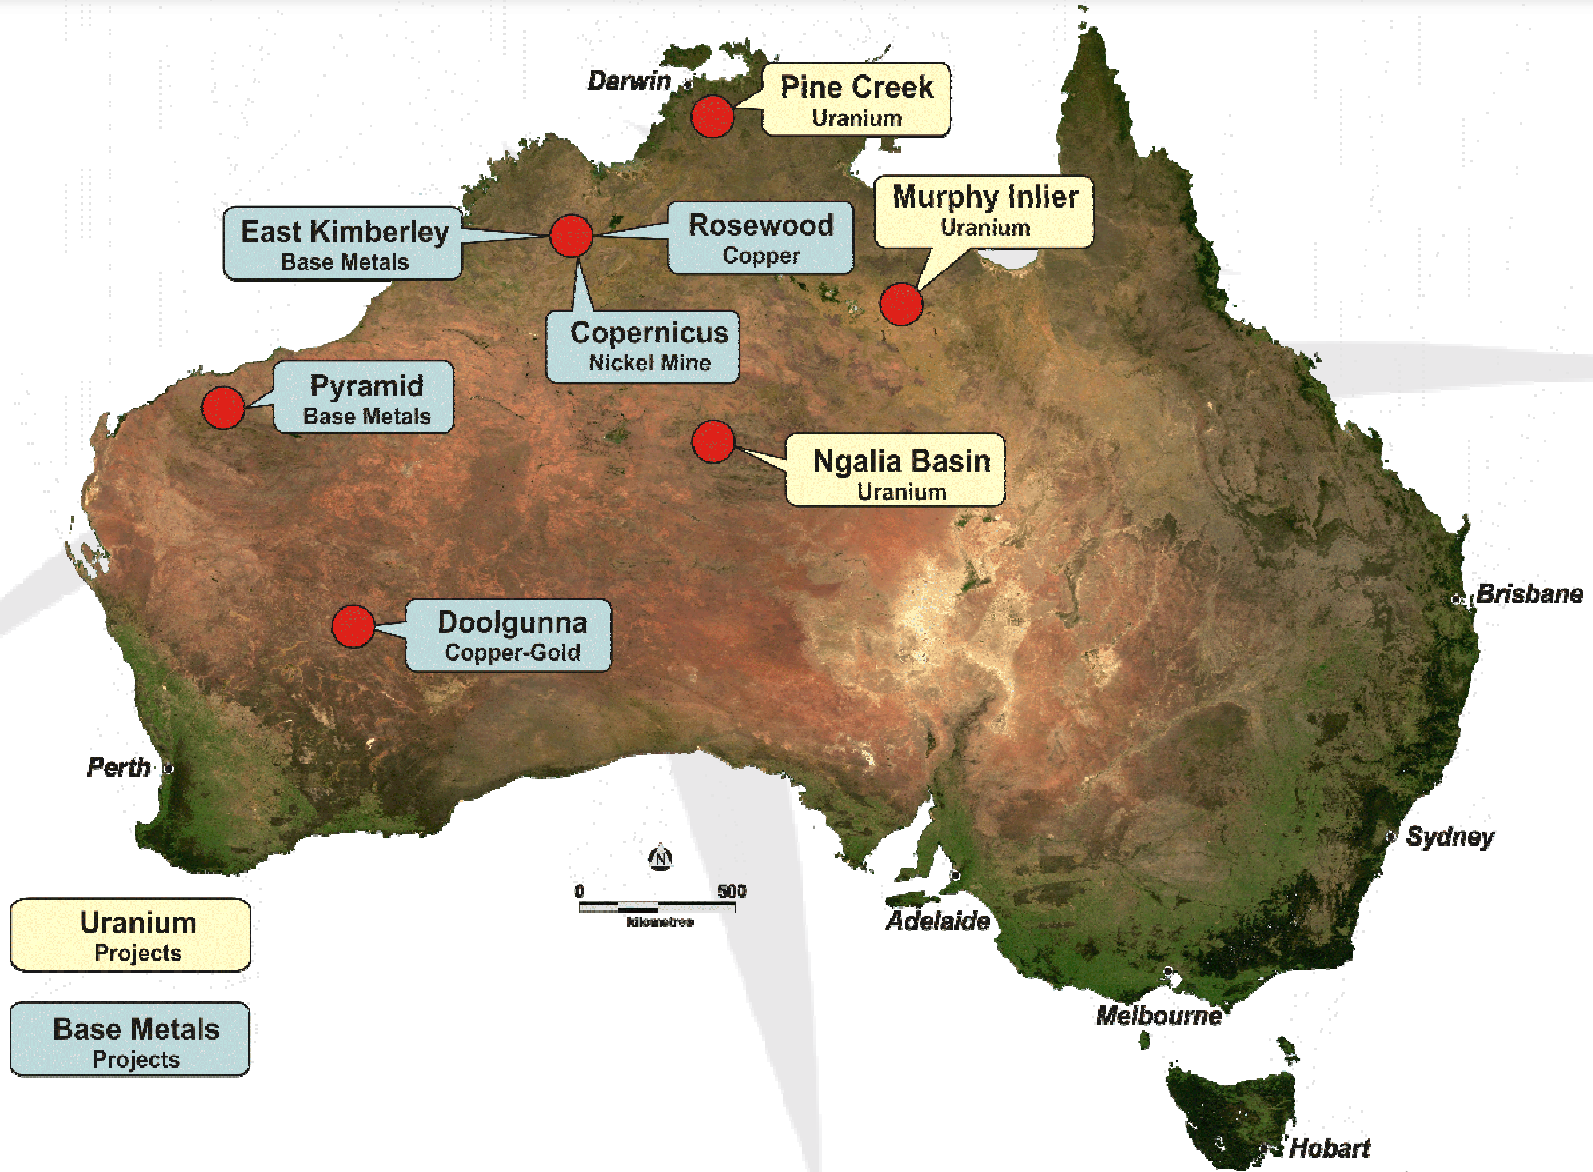 Darwin
Pine Creek
Uranium
Murphy Inlier
Uranium
East Kimberley
Base Metals
Rosewood
Copper
Copernicus
Nickel Mine
Pyramid
Base Metals
Ngalia Basin
Uranium
Doolgunna
Copper-Gold
Brisbane
Perth
Sydney
N
0 500
kilometres
Adelaide
Uranium
Projects
Melbourne
Base Metals
Projects
Hobart